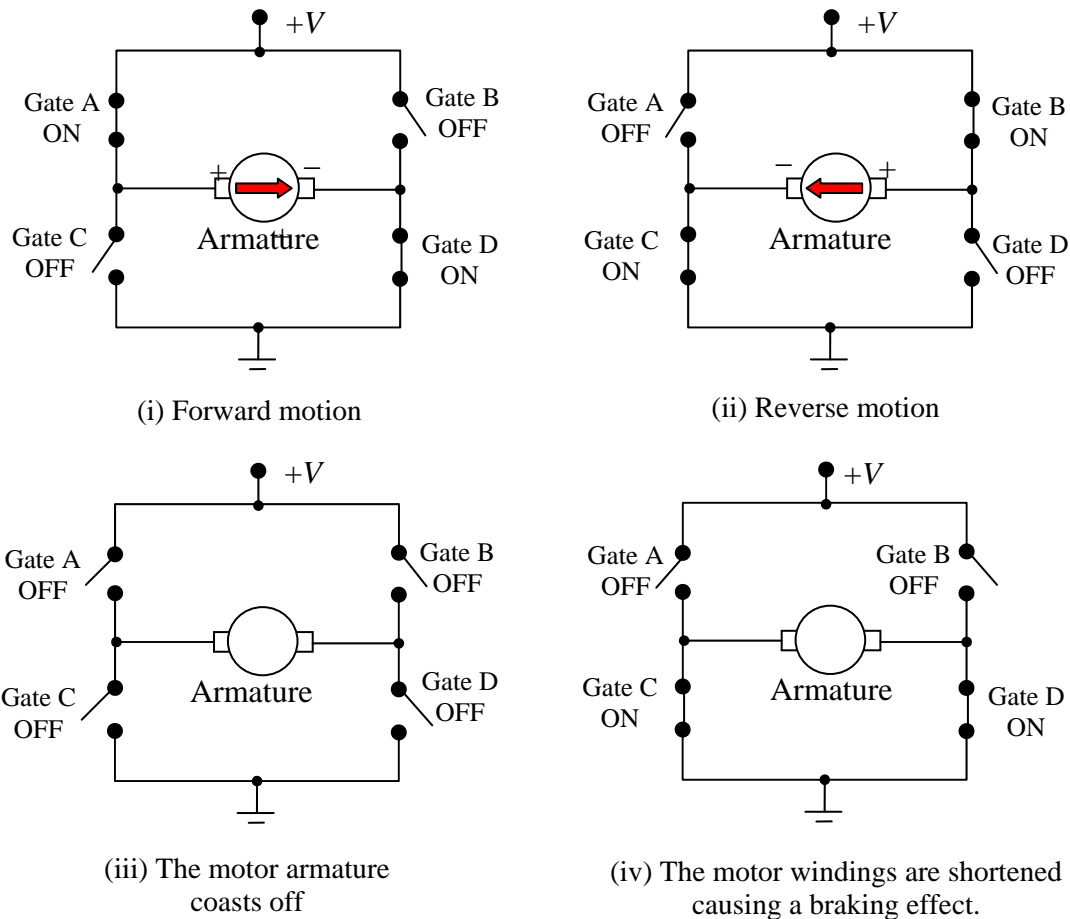 +V
Gate A
ON
Gate B
OFF
+ −
Armature
+
Gate C
OFF
Gate D
ON
(i) Forward motion
+V
Gate A
OFF
Gate B
ON
− +
Armature
Gate C
ON
Gate D
OFF
(ii) Reverse motion
+V
Gate A
OFF
Gate B
OFF
Armature
Gate C
OFF
Gate D
OFF
(iii) The motor armature
coasts off
+V
Gate A
OFF
Gate B
OFF
Armature
Gate C
ON
Gate D
ON
(iv) The motor windings are shortened
causing a braking effect.